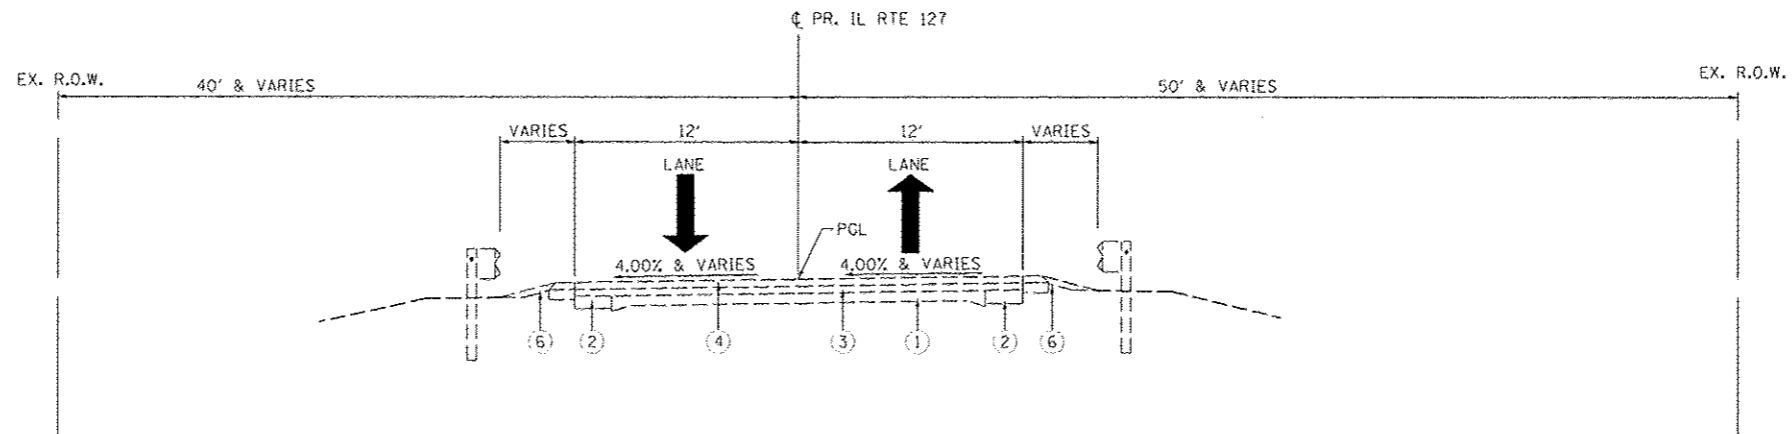 ℄ PR. IL RTE 127
EX. R.O.W.
40' & VARIES
50' & VARIES
EX. R.O.W.
VARIES
12'
12'
VARIES
LANE
LANE
PGL
4.00% & VARIES
4.00% & VARIES
6
2
4
3
1
2
6